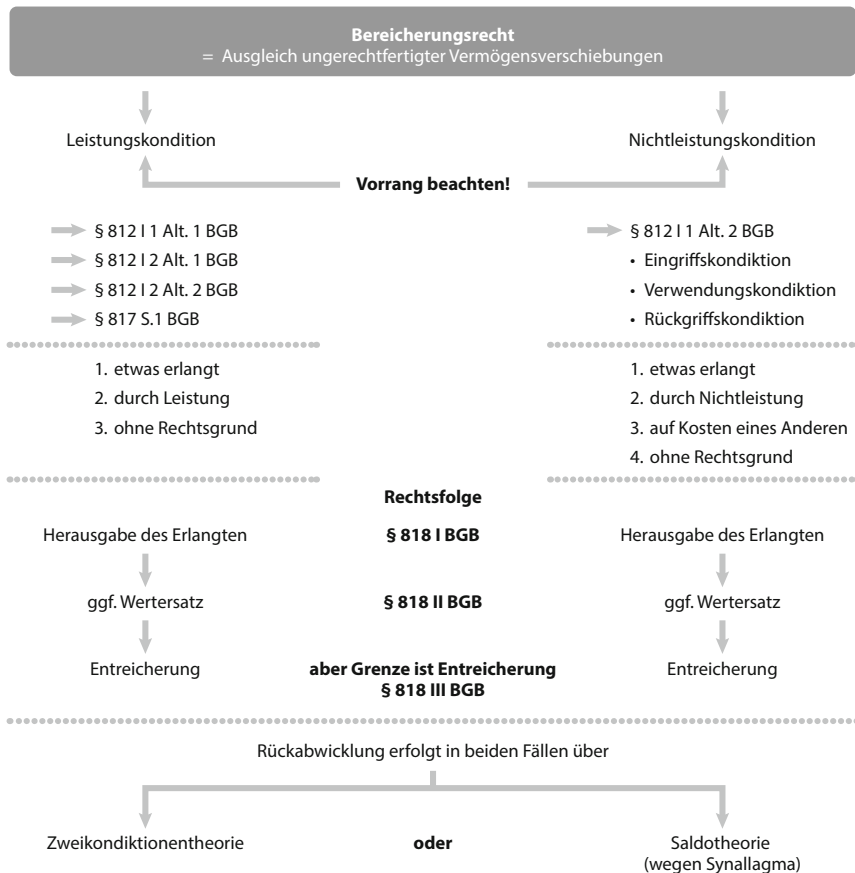 Bereicherungsrecht
= Ausgleich ungerechtfertigter Vermögensverschiebungen
Leistungskondition
Nichtleistungskondition
Vorrang beachten!
§ 812 I 1 Alt. 1 BGB
§ 812 I 2 Alt. 1 BGB
§ 812 I 2 Alt. 2 BGB
§ 817 S.1 BGB
§ 812 I 1 Alt. 2 BGB
• Eingriffskondiktion
• Verwendungskondiktion
• Rückgriffskondiktion
1. etwas erlangt
2. durch Leistung
3. ohne Rechtsgrund
1. etwas erlangt
2. durch Nichtleistung
3. auf Kosten eines Anderen
4. ohne Rechtsgrund
Rechtsfolge
Herausgabe des Erlangten
§ 818 I BGB
Herausgabe des Erlangten
ggf. Wertersatz
§ 818 II BGB
ggf. Wertersatz
Entreicherung
aber Grenze ist Entreicherung
§ 818 III BGB
Entreicherung
Rückabwicklung erfolgt in beiden Fällen über
Zweikondiktionentheorie
oder
Saldotheorie
(wegen Synallagma)